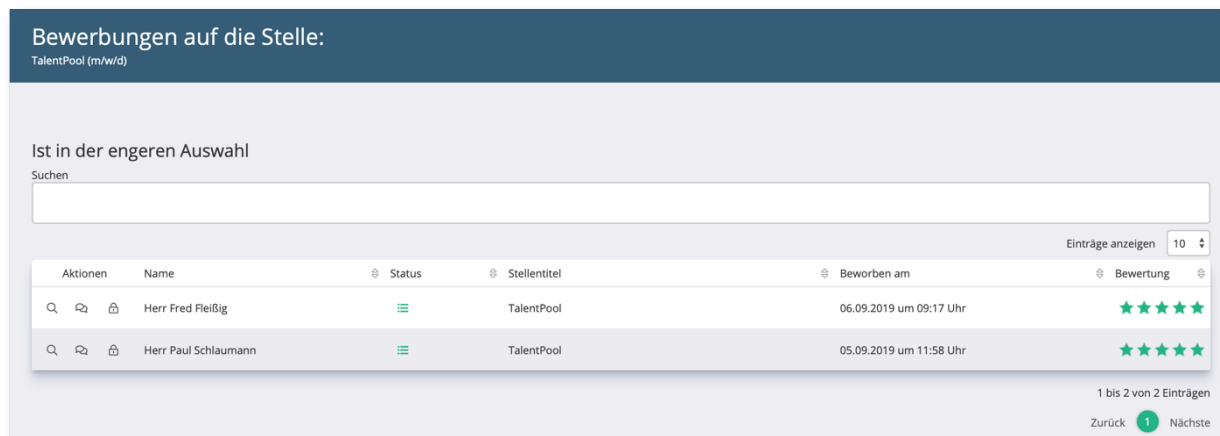 Bewerbungen auf die Stelle:
TalentPool (m/w/d)
Ist in der engeren Auswahl
Suchen
Einträge anzeigen 10
Aktionen Name Status Stellentitel Beworben am Bewertung
Herr Fred Fleißig TalentPool 06.09.2019 um 09:17 Uhr
Herr Paul Schlaumann TalentPool 05.09.2019 um 11:58 Uhr
1 bis 2 von 2 Einträgen
Zurück 1 Nächste